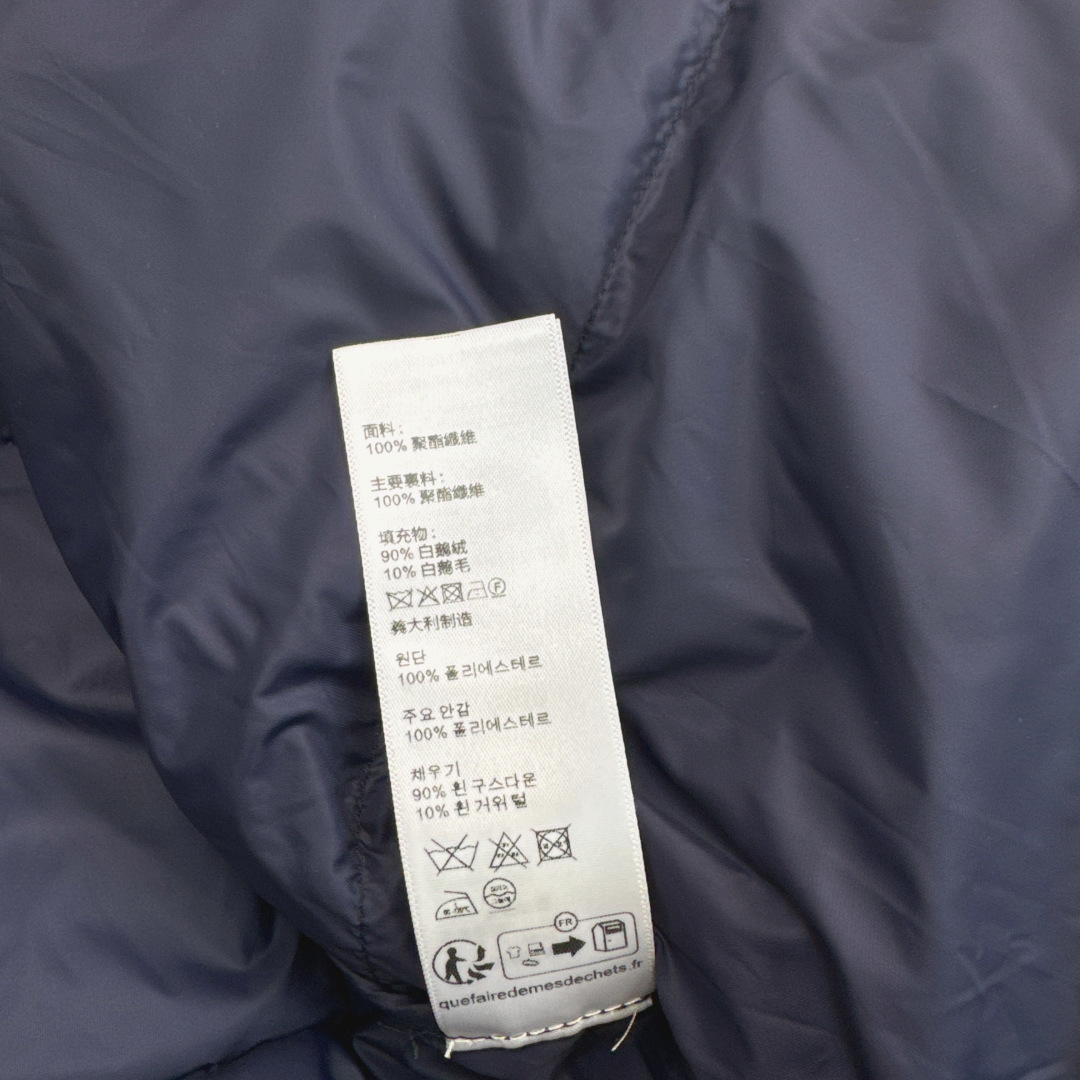 面料:
100% 聚酯纖維
主要裏料:
100% 聚酯纖維
填充物:
90% 白鵝絨
10% 白鵝毛
F
義大利制造
원단
100% 폴리에스테르
주요 안감
100% 폴리에스테르
채우기
90% 흰 구스다운
10% 흰 거위 털
FR
quefairedemesdechets.fr